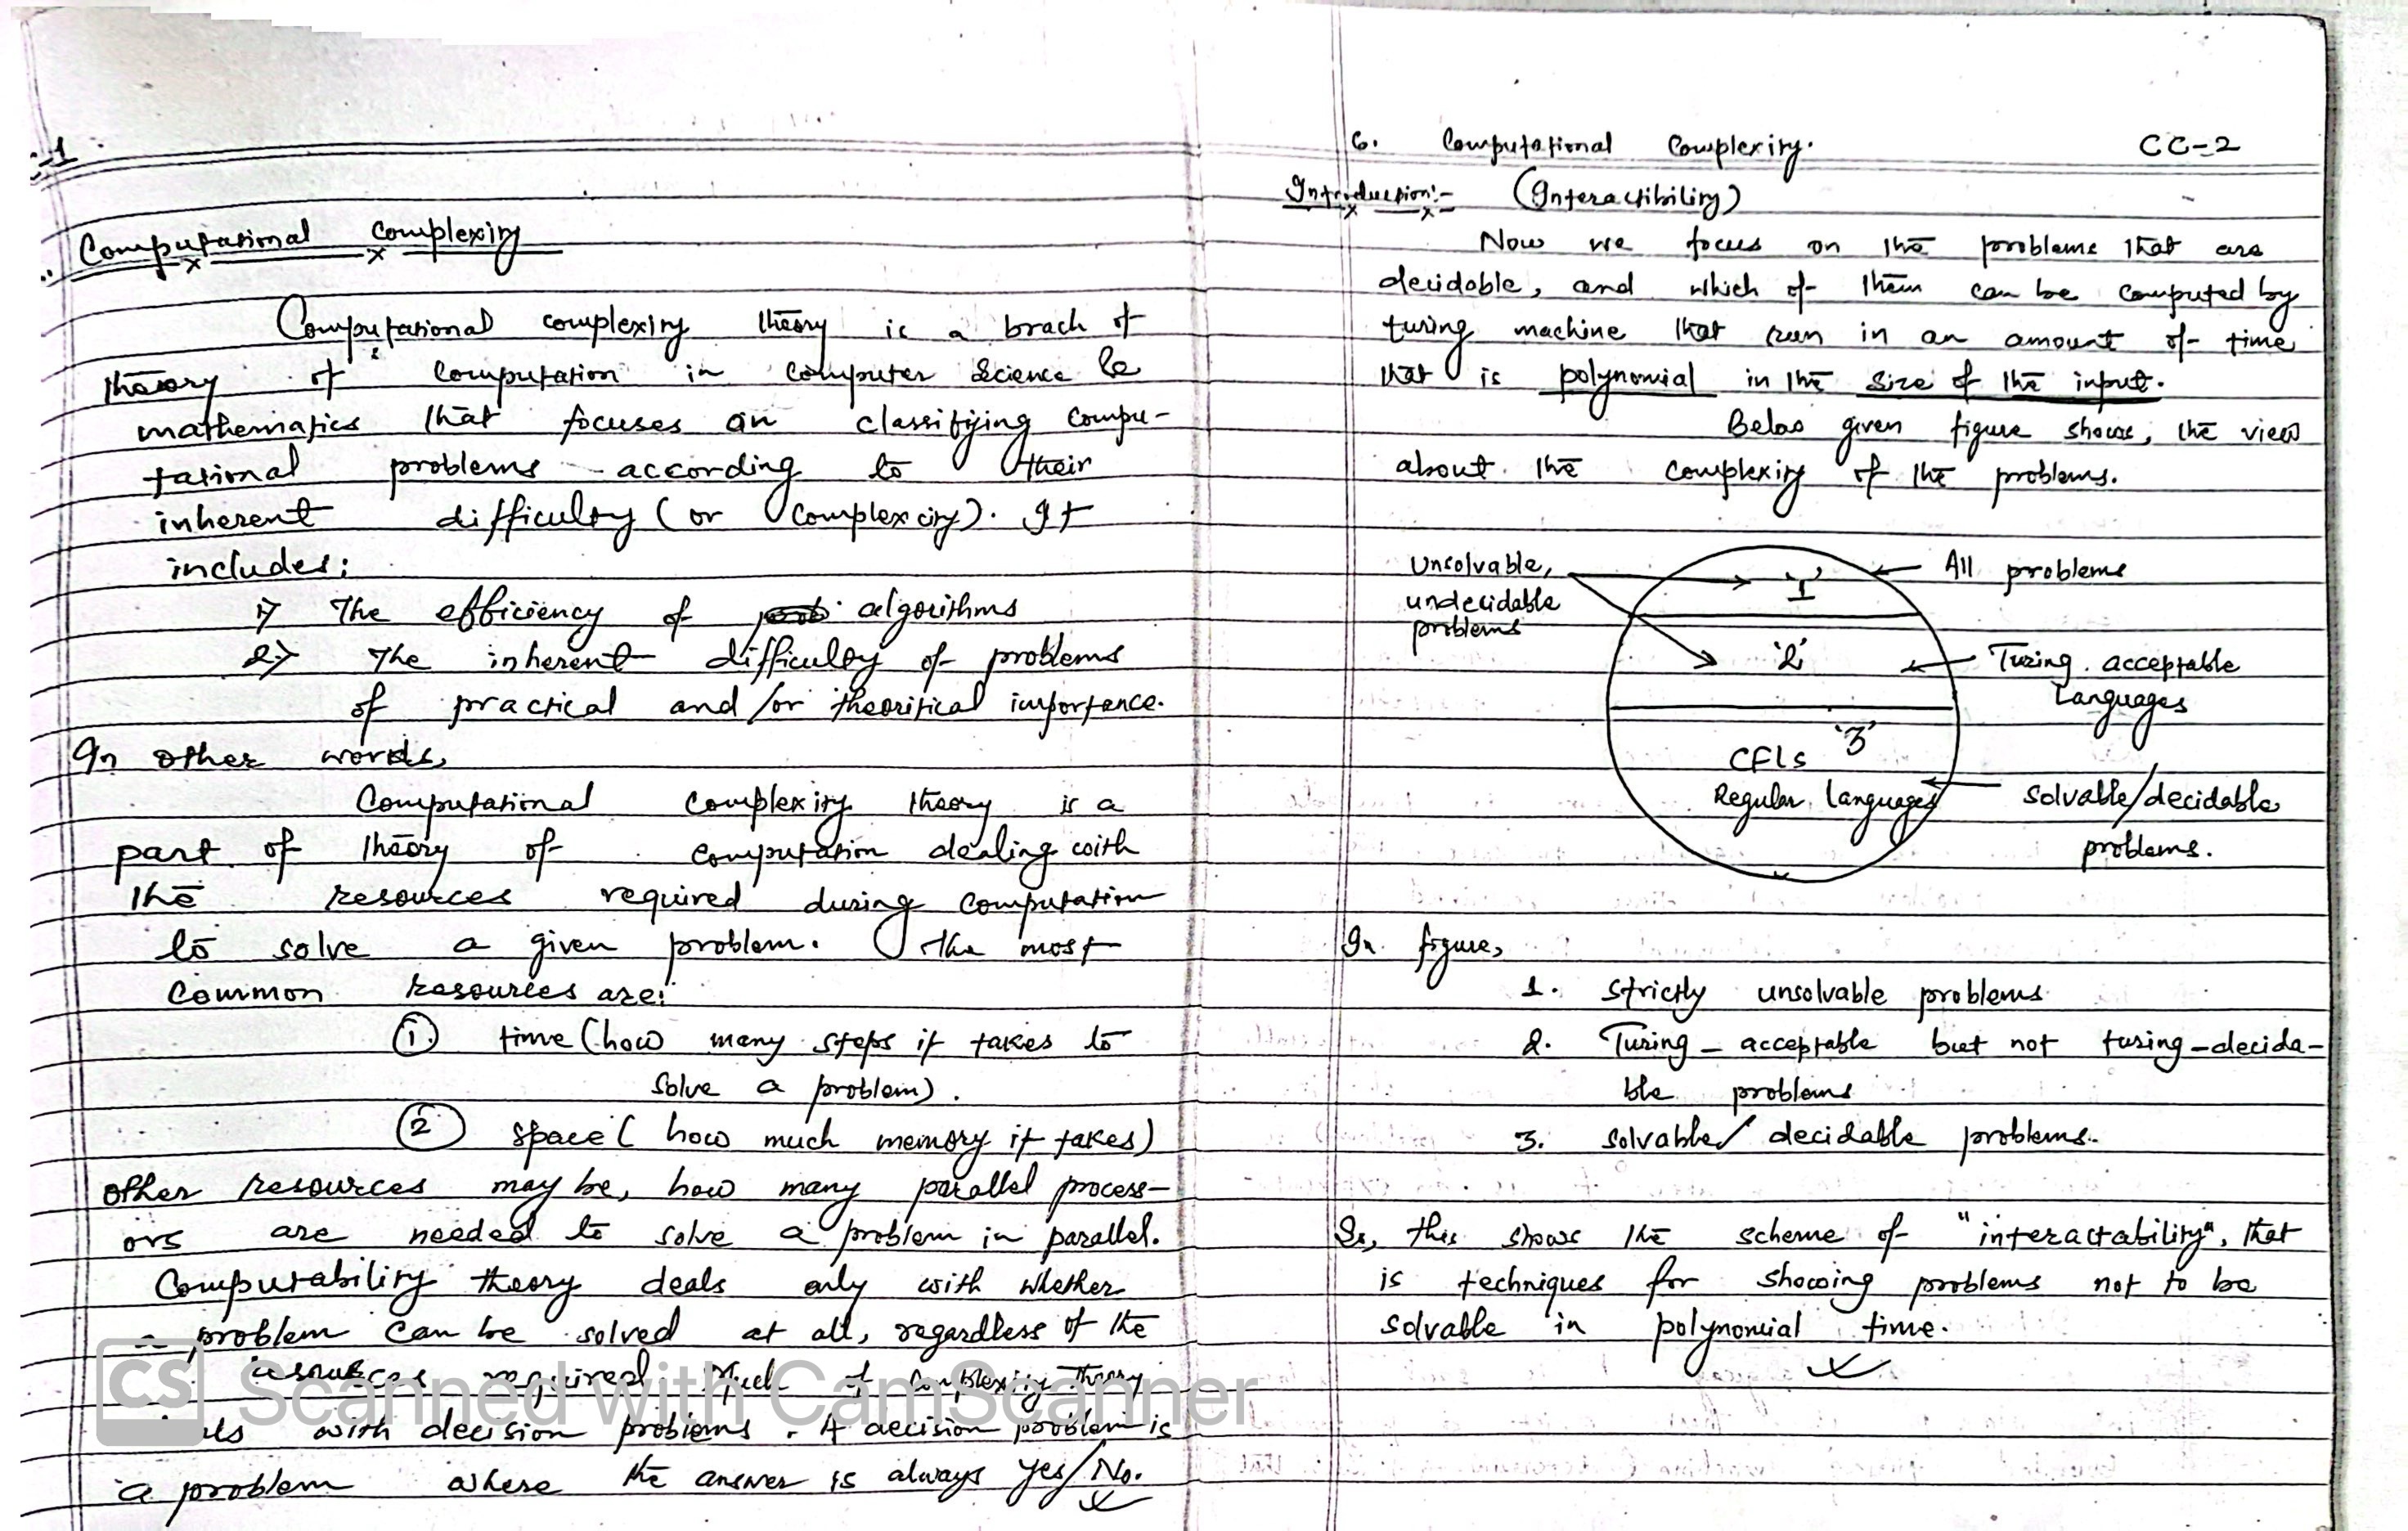 :-1
Computational complexity
Computational complexity theory is a brach of
theory of computation in computer science &
mathematics that focuses on classifying compu-
tational problems according to their
inherent difficulty (or complexcity). It
includes:
1> The efficiency of algorithms
2> The inherent difficulty of problems
of practical and/or theoritical importence.
In other words,
Computational complexity theory is a
part of theory of computation dealing with
the resources required during computation
to solve a given problem. The most
common resources are:
① time (how many steps it takes to
solve a problem).
② space ( how much memory it takes)
other resources may be, how many parallel process-
ors are needed to solve a problem in parallel.
Computability theory deals only with whether
a problem can be solved at all, regardless of the
resources required. Much of complexity theory
with decision problems. A decision problem is
a problem where the answer is always Yes/No.
CS Scanned with CamScanner
6. Computational Complexity. CC-2
Introduction:- (Interactibility)
Now we focus on the problems that are
decidable, and which of them can be computed by
turing machine that run in an amount of time
that is polynomial in the size of the input.
Below given figure shows, the view
about the complexity of the problems.
Unsolvable,
undecidable
problems
'1'
All problems
'2'
Turing acceptable
Languages
'3'
CFLs
Regular languages
solvable/decidable
problems.
In figure,
1. strictly unsolvable problems
2. Turing - acceptable but not turing-decida-
ble problems
3. solvable/decidable problems.
So, this shows the scheme of "interactability", that
is techniques for showing problems not to be
solvable in polynomial time.